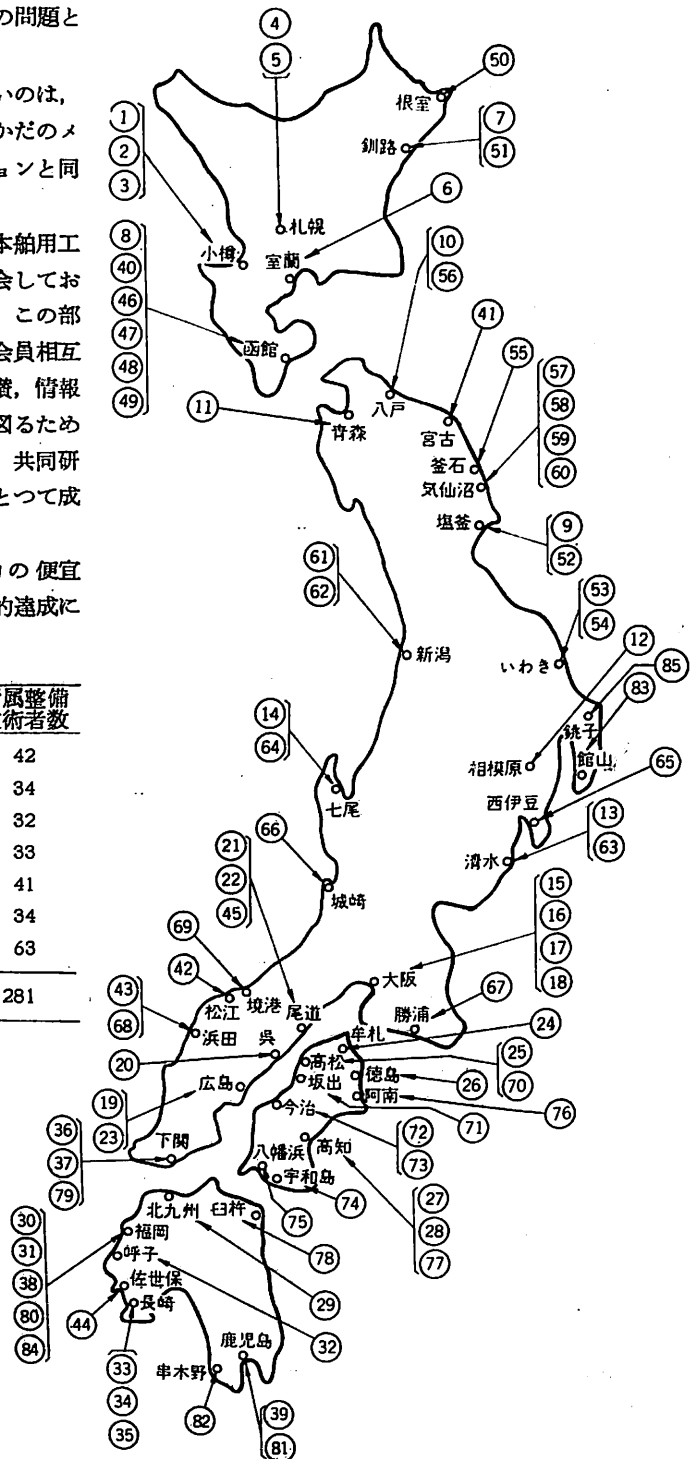 の問題と
いのは，
かだのメ
ョンと同
本舶用工
会してお
この部
会員相互
情報
図るため
共同研
とつて成
の便宜
的達成に
属整備
術者数
42
34
32
33
41
34
63
281
④
⑤
㊿
根室
①
②
③
釧路
⑦
51
⑥
札幌
小樽
室蘭
⑧
㊵
㊻
㊼
㊽
㊾
函館
⑩
56
㊶
55
57
58
59
60
⑪
青森
八戸
宮古
釜石
気仙沼
塩釜
⑨
52
61
62
新潟
53
54
いわき
⑫
85
83
銚子
館山
相模原
65
西伊豆
⑭
64
七尾
⑬
63
清水
66
城崎
㉑
㉒
㊺
⑮
⑯
⑰
⑱
大阪
69
㊷
境港
松江
尾道
67
勝浦
㊸
68
浜田
呉
⑳
牟札
㉔
高松
㉕
70
坂出
徳島
㉖
広島
⑲
㉓
今治
阿南
76
71
72
73
下関
㊱
㊲
79
八幡浜
高知
宇和島
74
75
㉗
㉘
77
北九州
臼杵
78
㉚
㉛
㊳
80
84
福岡
呼子
㉙
佐世保
㊹
長崎
㉜
㉝
㉞
㉟
鹿児島
串木野
82
㊴
81